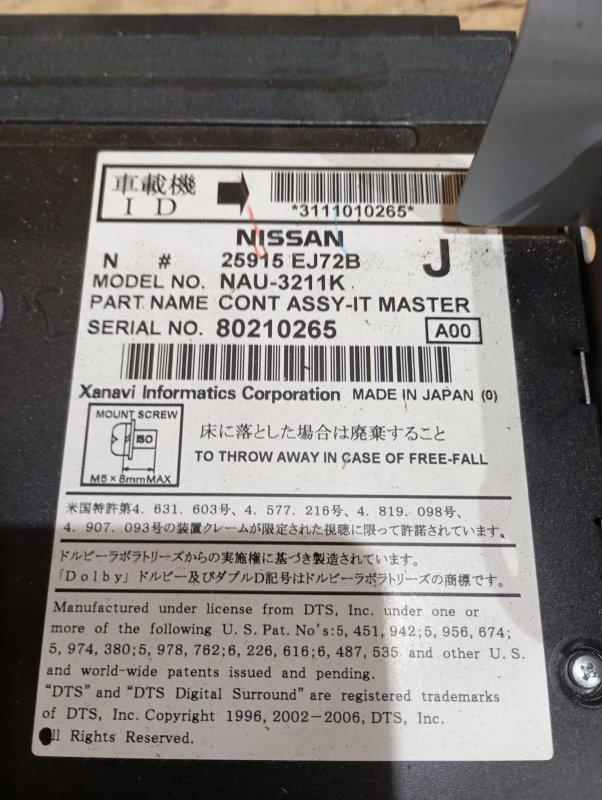 車載機
ID
*3111010265*
NISSAN
N # 25915 EJ72B
J
MODEL NO. NAU-3211K
PART NAME CONT ASSY-IT MASTER
SERIAL NO. 80210265
A00
Xanavi Informatics Corporation MADE IN JAPAN (0)
MOUNT SCREW
ISO
M5×8mmMAX
床に落とした場合は廃棄すること
TO THROW AWAY IN CASE OF FREE-FALL
米国特許第4. 631. 603号、4. 577. 216号、4. 819. 098号、
4. 907. 093号の装置クレームが限定された視聴に限って許諾されています。
ドルビーラボラトリーズからの実施権に基づき製造されています。
「Dolby」ドルビー及びダブルD記号はドルビーラボラトリーズの商標です。
Manufactured under license from DTS, Inc. under one or
more of the following U. S. Pat. No's:5, 451, 942;5, 956, 674;
5, 974, 380;5, 978, 762;6, 226, 616;6, 487, 535 and other U. S.
and world-wide patents issued and pending.
“DTS” and “DTS Digital Surround” are registered trademarks
of DTS, Inc. Copyright 1996, 2002-2006; DTS, Inc.
All Rights Reserved.